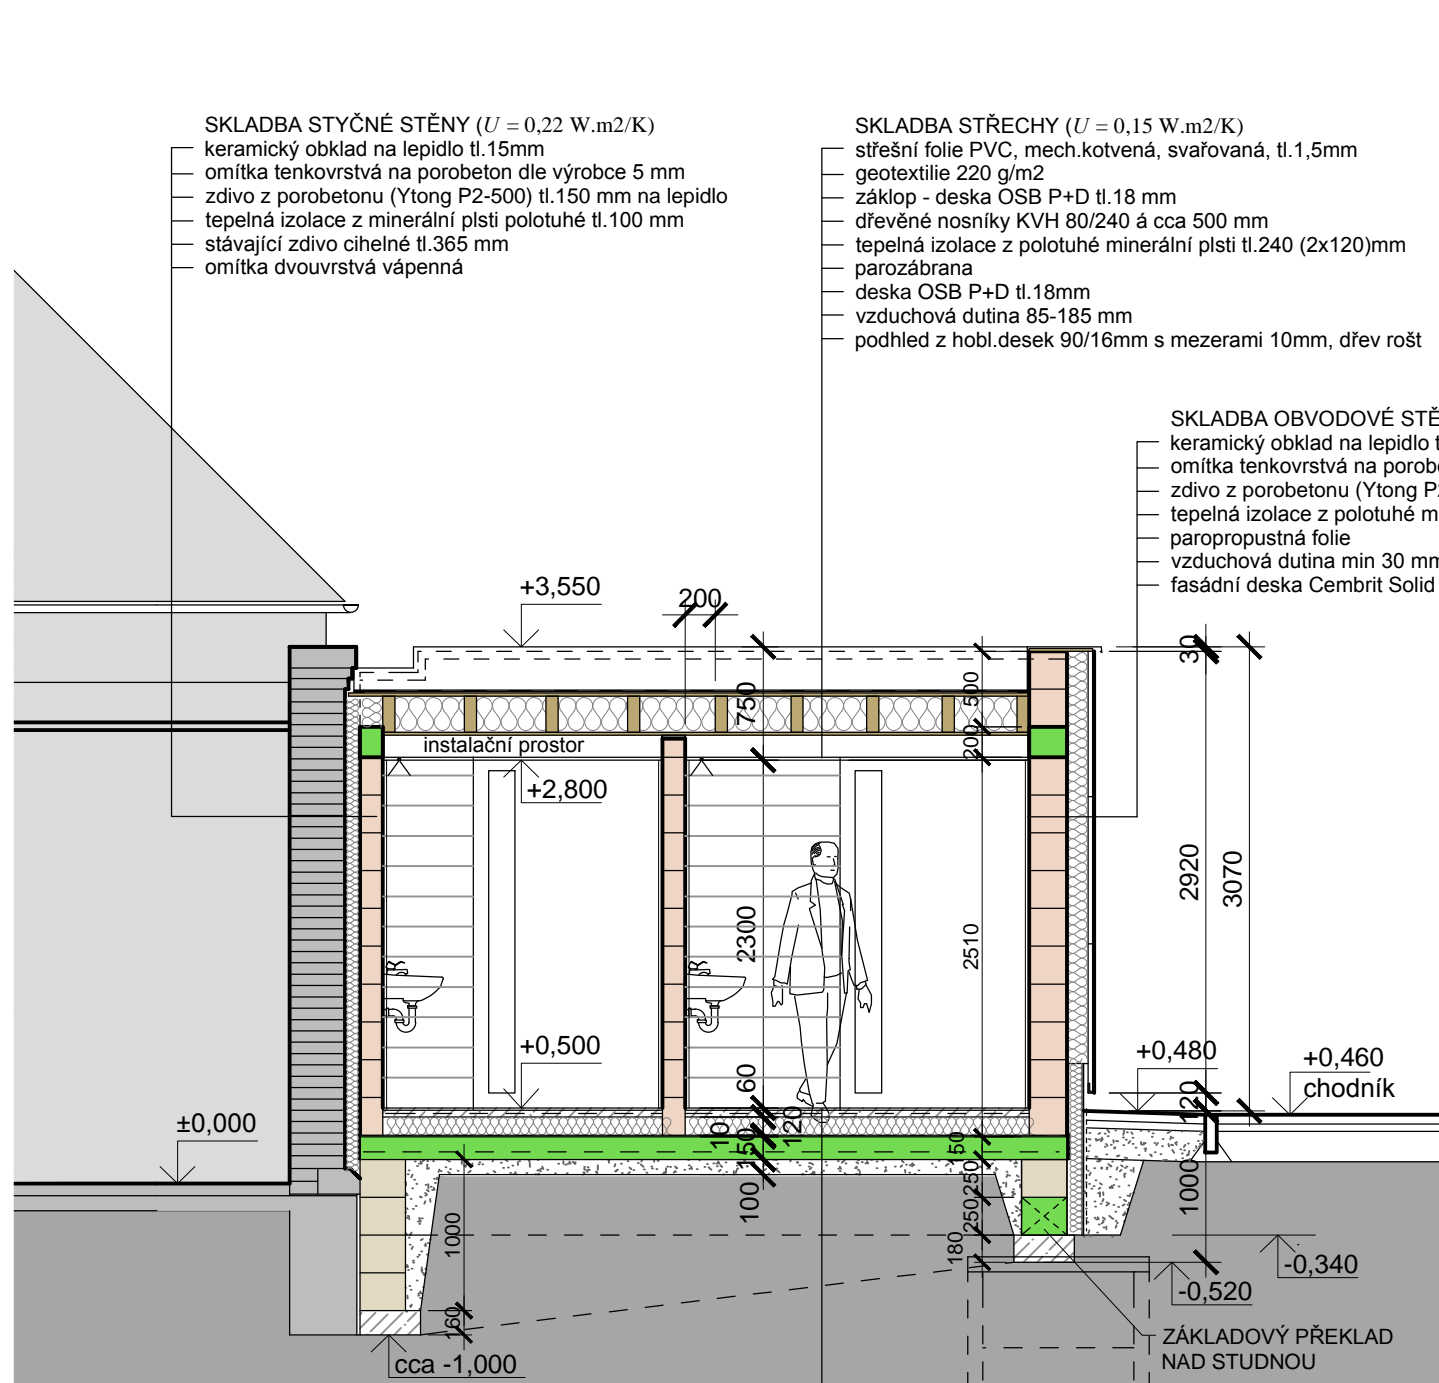 SKLADBA STYČNÉ STĚNY (U = 0,22 W.m2/K)
keramický obklad na lepidlo tl.15mm
omítka tenkovrstvá na porobeton dle výrobce 5 mm
zdivo z porobetonu (Ytong P2-500) tl.150 mm na lepidlo
tepelná izolace z minerální plsti polotuhé tl.100 mm
stávající zdivo cihelné tl.365 mm
omítka dvouvrstvá vápenná
SKLADBA STŘECHY (U = 0,15 W.m2/K)
střešní folie PVC, mech.kotvená, svařovaná, tl.1,5mm
geotextilie 220 g/m2
záklop - deska OSB P+D tl.18 mm
dřevěné nosníky KVH 80/240 á cca 500 mm
tepelná izolace z polotuhé minerální plsti tl.240 (2x120)mm
parozábrana
deska OSB P+D tl.18mm
vzduchová dutina 85-185 mm
podhled z hobl.desek 90/16mm s mezerami 10mm, dřev rošt
SKLADBA OBVODOVÉ STĚ
keramický obklad na lepidlo t
omítka tenkovrstvá na porob
zdivo z porobetonu (Ytong P
tepelná izolace z polotuhé m
paropropustná folie
vzduchová dutina min 30 mm
fasádní deska Cembrit Solid
+3,550
200
30
750
500
200
instalační prostor
+2,800
2920
3070
2300
2510
+0,500
+0,480
+0,460
chodník
60
120
±0,000
10
120
150
150
100
250
250
180
1000
1000
160
-0,340
-0,520
cca -1,000
ZÁKLADOVÝ PŘEKLAD
NAD STUDNOU